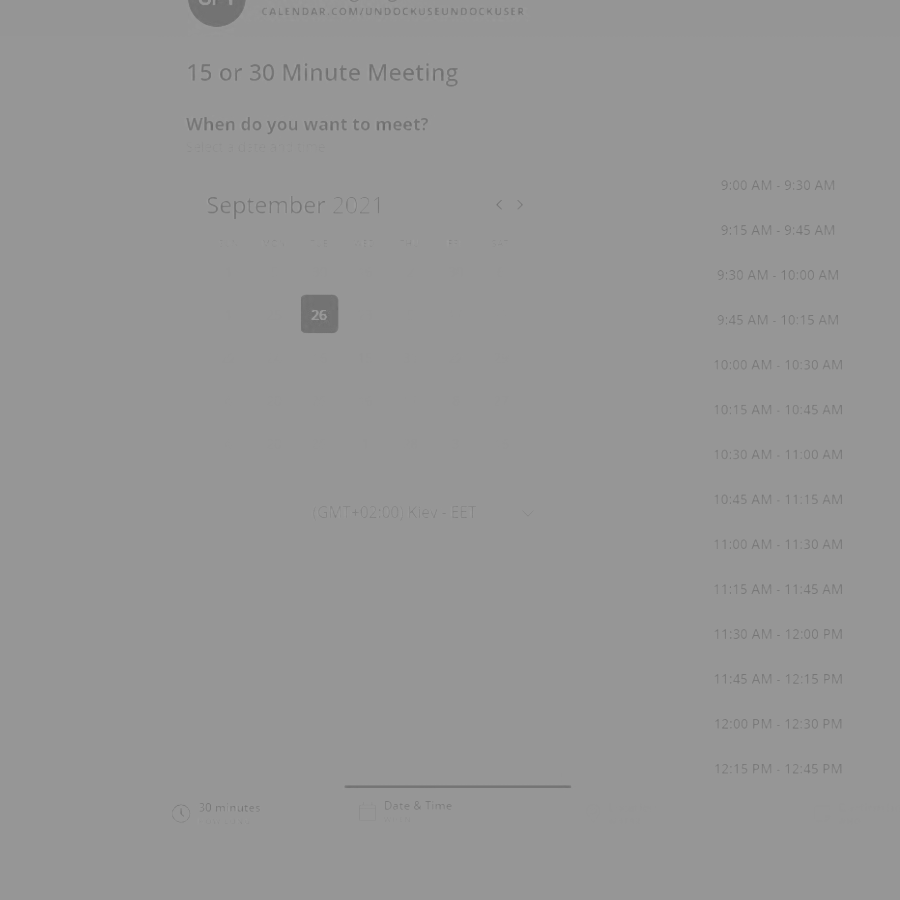 CALENDAR.COM/UNDOCKUSEUNDOCKUSER
15 or 30 Minute Meeting
When do you want to meet?
Select a date and time
September 2021
26
(GMT+02:00) Kiev - EET
9:00 AM - 9:30 AM
9:15 AM - 9:45 AM
9:30 AM - 10:00 AM
9:45 AM - 10:15 AM
10:00 AM - 10:30 AM
10:15 AM - 10:45 AM
10:30 AM - 11:00 AM
10:45 AM - 11:15 AM
11:00 AM - 11:30 AM
11:15 AM - 11:45 AM
11:30 AM - 12:00 PM
11:45 AM - 12:15 PM
12:00 PM - 12:30 PM
12:15 PM - 12:45 PM
30 minutes
Date & Time